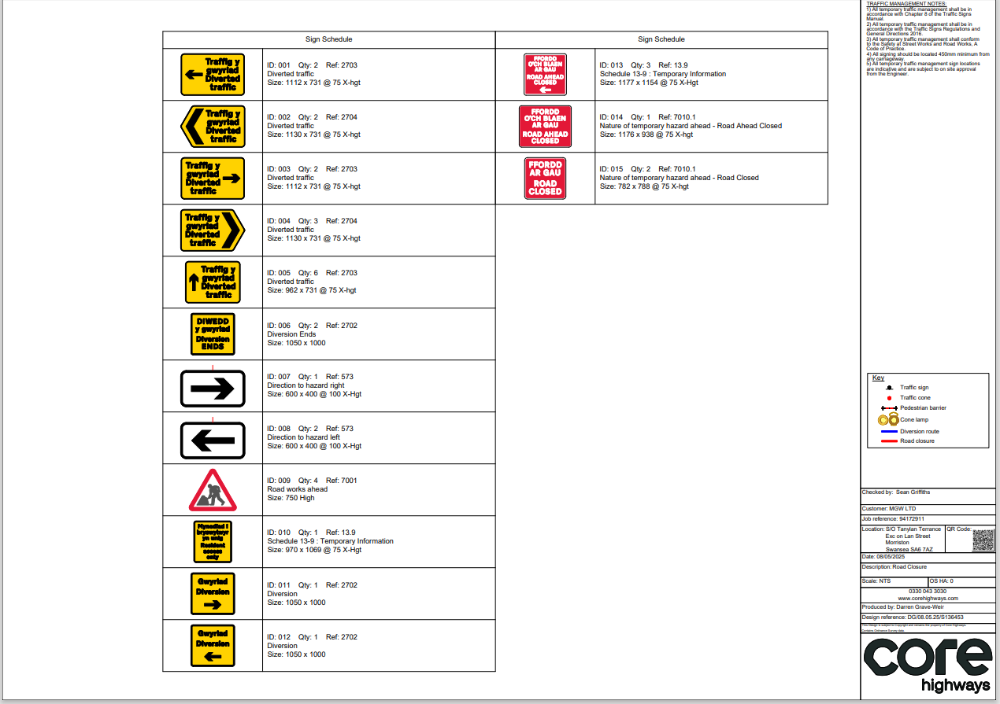 Sign Schedule
Traffig y
gwyriad
Diverted
traffic
ID: 001 Qty: 2 Ref: 2703
Diverted traffic
Size: 1112 x 731 @ 75 X-hgt
Traffig y
gwyriad
Diverted
traffic
ID: 002 Qty: 2 Ref: 2704
Diverted traffic
Size: 1130 x 731 @ 75 X-hgt
Traffig y
gwyriad
Diverted
traffic
ID: 003 Qty: 2 Ref: 2703
Diverted traffic
Size: 1112 x 731 @ 75 X-hgt
Traffig y
gwyriad
Diverted
traffic
ID: 004 Qty: 3 Ref: 2704
Diverted traffic
Size: 1130 x 731 @ 75 X-hgt
Traffig y
gwyriad
Diverted
traffic
ID: 005 Qty: 6 Ref: 2703
Diverted traffic
Size: 962 x 731 @ 75 X-hgt
DIWEDD
y gwyriad
Diversion
ENDS
ID: 006 Qty: 2 Ref: 2702
Diversion Ends
Size: 1050 x 1000
ID: 007 Qty: 1 Ref: 573
Direction to hazard right
Size: 600 x 400 @ 100 X-Hgt
ID: 008 Qty: 2 Ref: 573
Direction to hazard left
Size: 600 x 400 @ 100 X-Hgt
ID: 009 Qty: 4 Ref: 7001
Road works ahead
Size: 750 High
Mynediad i
breswylwyr
yn unig
Resident
access
only
ID: 010 Qty: 1 Ref: 13.9
Schedule 13-9 : Temporary Information
Size: 970 x 1069 @ 75 X-Hgt
Gwyriad
Diversion
ID: 011 Qty: 1 Ref: 2702
Diversion
Size: 1050 x 1000
Gwyriad
Diversion
ID: 012 Qty: 1 Ref: 2702
Diversion
Size: 1050 x 1000
Sign Schedule
FFORDD
O'CH BLAEN
AR GAU
ROAD AHEAD
CLOSED
ID: 013 Qty: 3 Ref: 13.9
Schedule 13-9 : Temporary Information
Size: 1177 x 1154 @ 75 X-Hgt
FFORDD
O'CH BLAEN
AR GAU
ROAD AHEAD
CLOSED
ID: 014 Qty: 1 Ref: 7010.1
Nature of temporary hazard ahead - Road Ahead Closed
Size: 1176 x 938 @ 75 X-hgt
FFORDD
AR GAU
ROAD
CLOSED
ID: 015 Qty: 2 Ref: 7010.1
Nature of temporary hazard ahead - Road Closed
Size: 782 x 788 @ 75 X-hgt
TRAFFIC MANAGEMENT NOTES:
1) All temporary traffic management shall be in
accordance with Chapter 8 of the Traffic Signs
Manual.
2) All temporary traffic management shall be in
accordance with the Traffic Signs Regulations and
General Directions 2016.
3) All temporary traffic management shall conform
to the Safety at Street Works and Road Works, A
Code of Practice.
4) All signing should be located 450mm minimum from
any carriageway.
5) All temporary traffic management sign locations
are indicative and are subject to on site approval
from the Engineer.
Key
Traffic sign
Traffic cone
Pedestrian barrier
Cone lamp
Diversion route
Road closure
Checked by: Sean Griffiths
Customer: MGW LTD
Job reference: 94172911
Location: S/O Tanylan Terrance
Exc on Lan Street
Morriston
Swansea SA6 7AZ
QR Code:
Date: 08/05/2025
Description: Road Closure
Scale: NTS
OS HA: 0
0330 043 3030
www.corehighways.com
Produced by: Darren Grave-Weir
Design reference: DG/08.05.25/S136453
This Design is subject to Copyright and remains the property of Core Highways
Contains Ordnance Survey data
core
highways